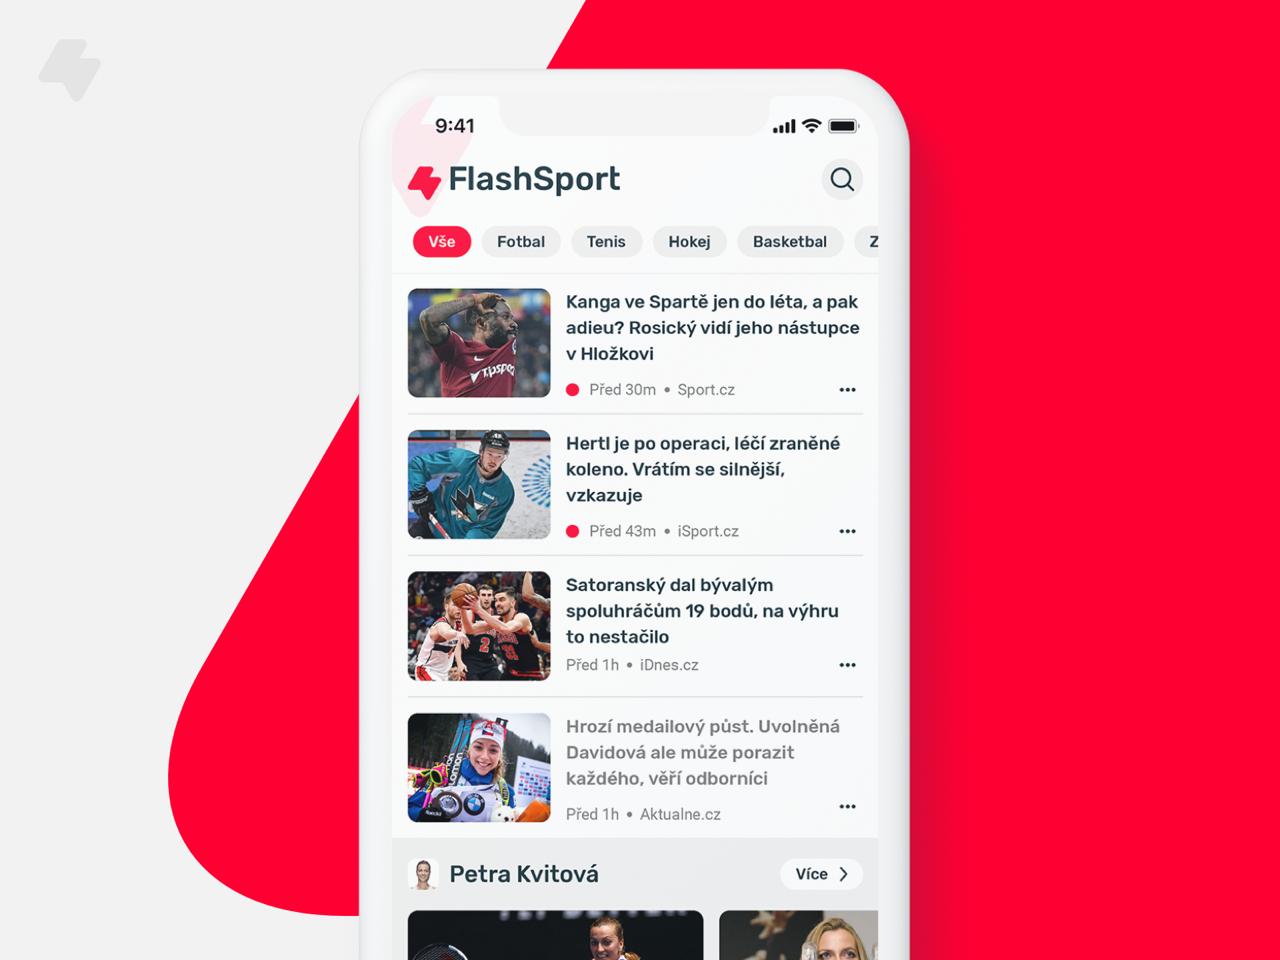 9:41
FlashSport
Vše
Fotbal
Tenis
Hokej
Basketbal
Z
Kanga ve Spartě jen do léta, a pak
adieu? Rosický vidí jeho nástupce
v Hložkovi
Před 30m • Sport.cz
Hertl je po operaci, léčí zraněné
koleno. Vrátím se silnější,
vzkazuje
Před 43m • iSport.cz
Satoranský dal bývalým
spoluhráčům 19 bodů, na výhru
to nestačilo
Před 1h • iDnes.cz
Hrozí medailový půst. Uvolněná
Davidová ale může porazit
každého, věří odborníci
Před 1h • Aktualne.cz
Petra Kvitová
Více